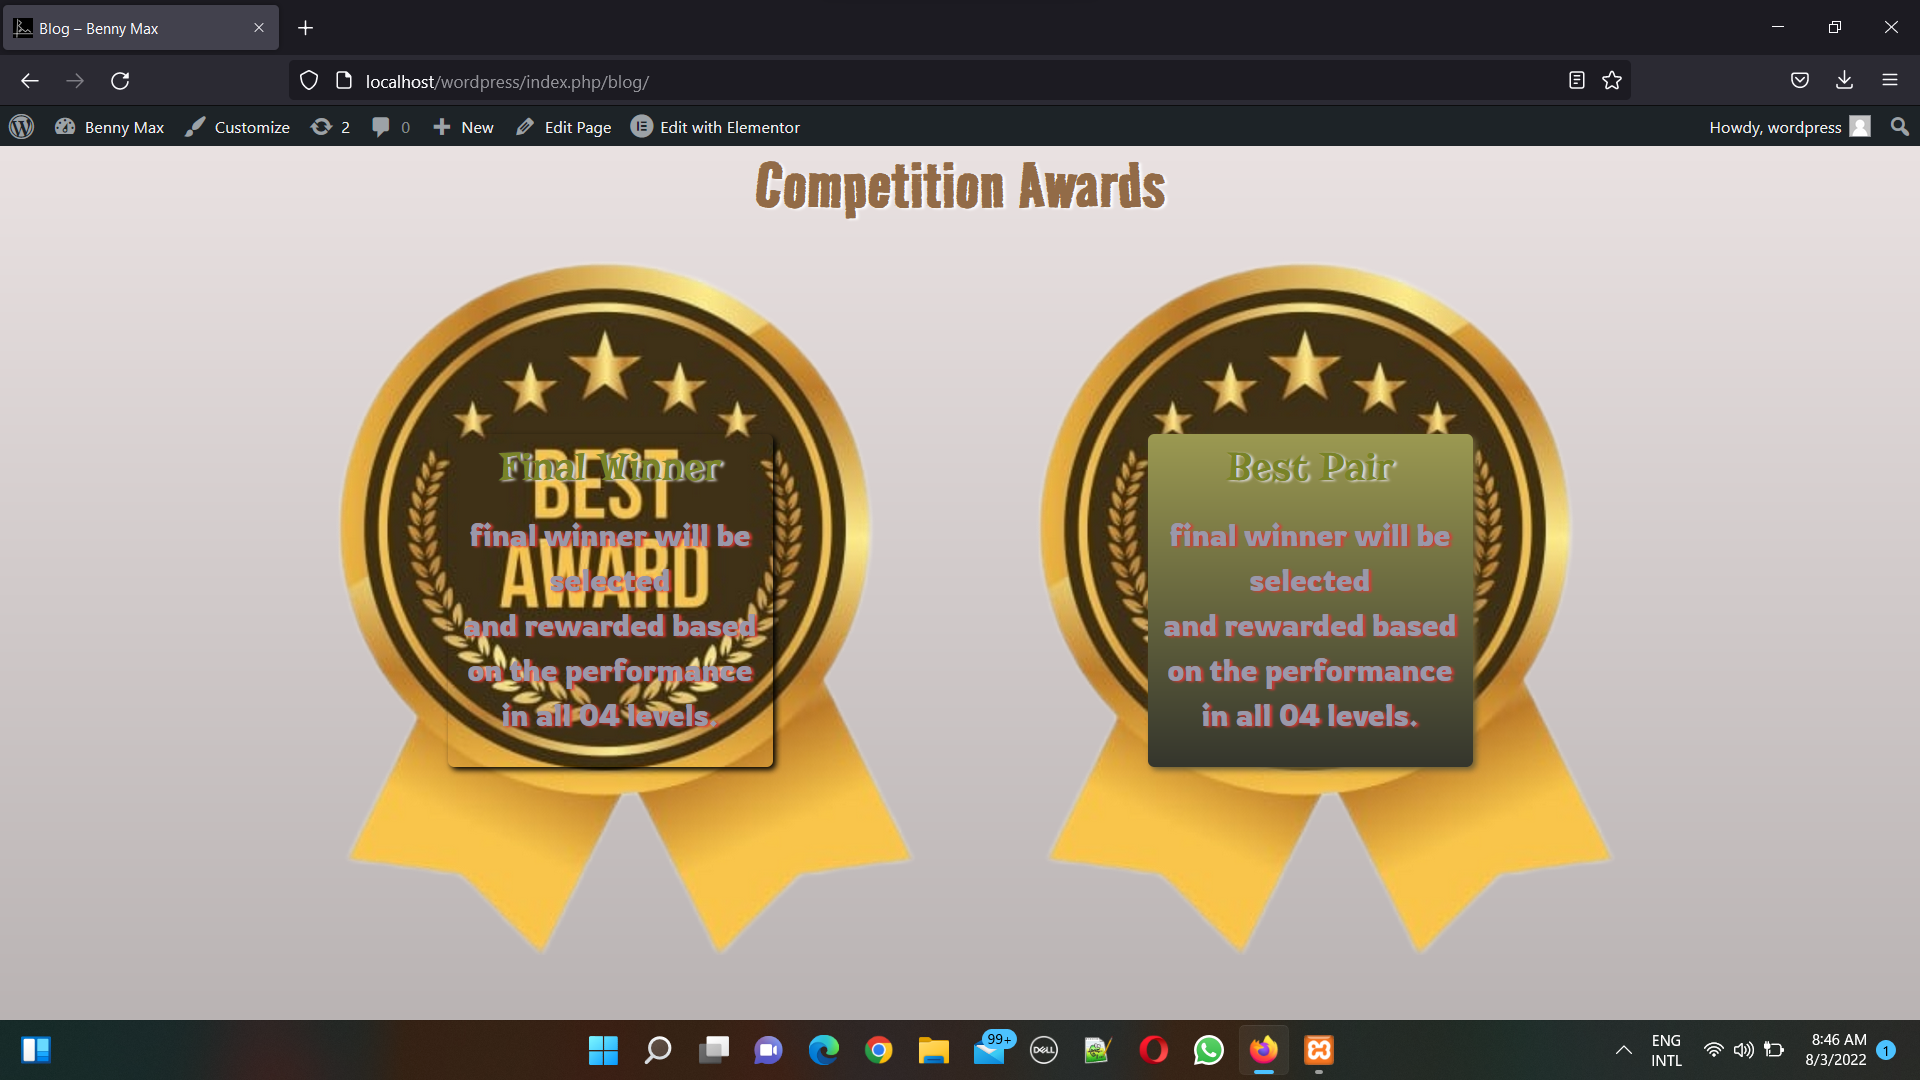 Blog – Benny Max
localhost/wordpress/index.php/blog/
Benny Max
Customize
2
0
New
Edit Page
Edit with Elementor
Howdy, wordpress
Competition Awards
BEST
AWARD
Final Winner
final winner will be
selected
and rewarded based
on the performance
in all 04 levels.
Best Pair
final winner will be
selected
and rewarded based
on the performance
in all 04 levels.
99+
DELL
ENG
INTL
8:46 AM
8/3/2022
1